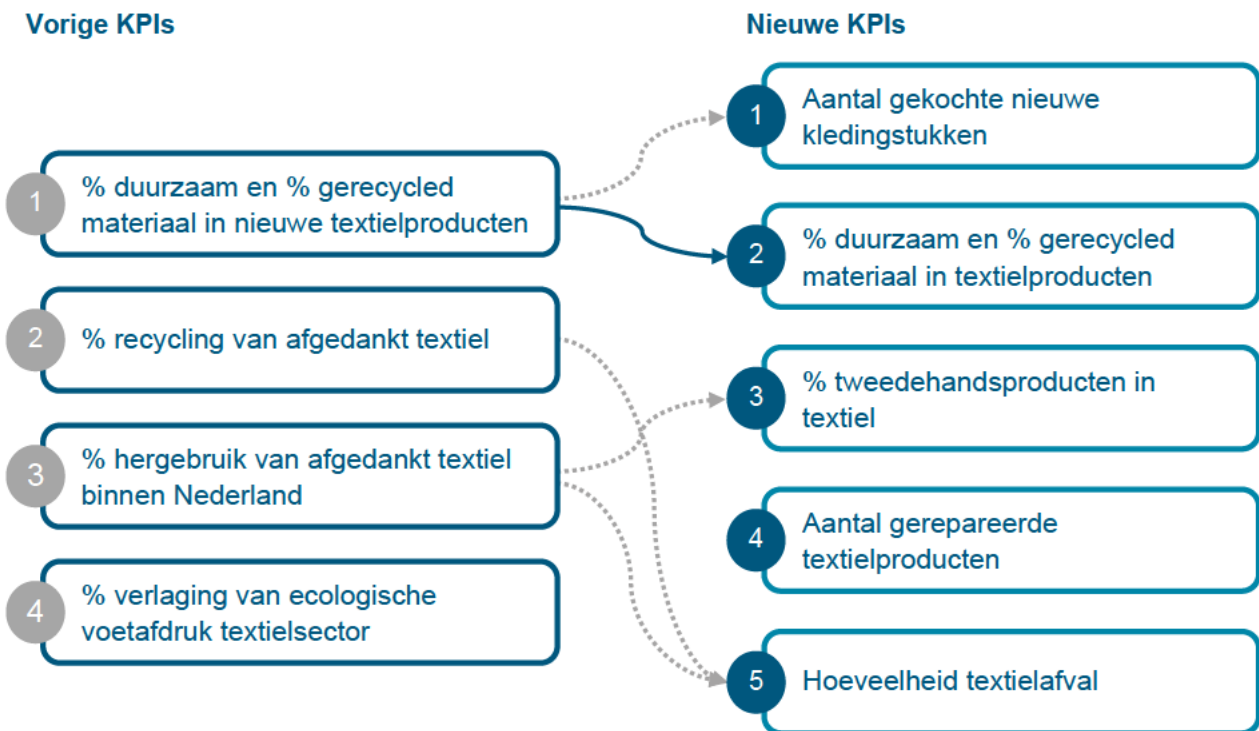 Vorige KPIs
1
% duurzaam en % gerecycled
materiaal in nieuwe textielproducten
2
% recycling van afgedankt textiel
3
% hergebruik van afgedankt textiel
binnen Nederland
4
% verlaging van ecologische
voetafdruk textielsector
Nieuwe KPIs
1
Aantal gekochte nieuwe
kledingstukken
2
% duurzaam en % gerecycled
materiaal in textielproducten
3
% tweedehandsproducten in
textiel
4
Aantal gerepareerde
textielproducten
5
Hoeveelheid textielafval